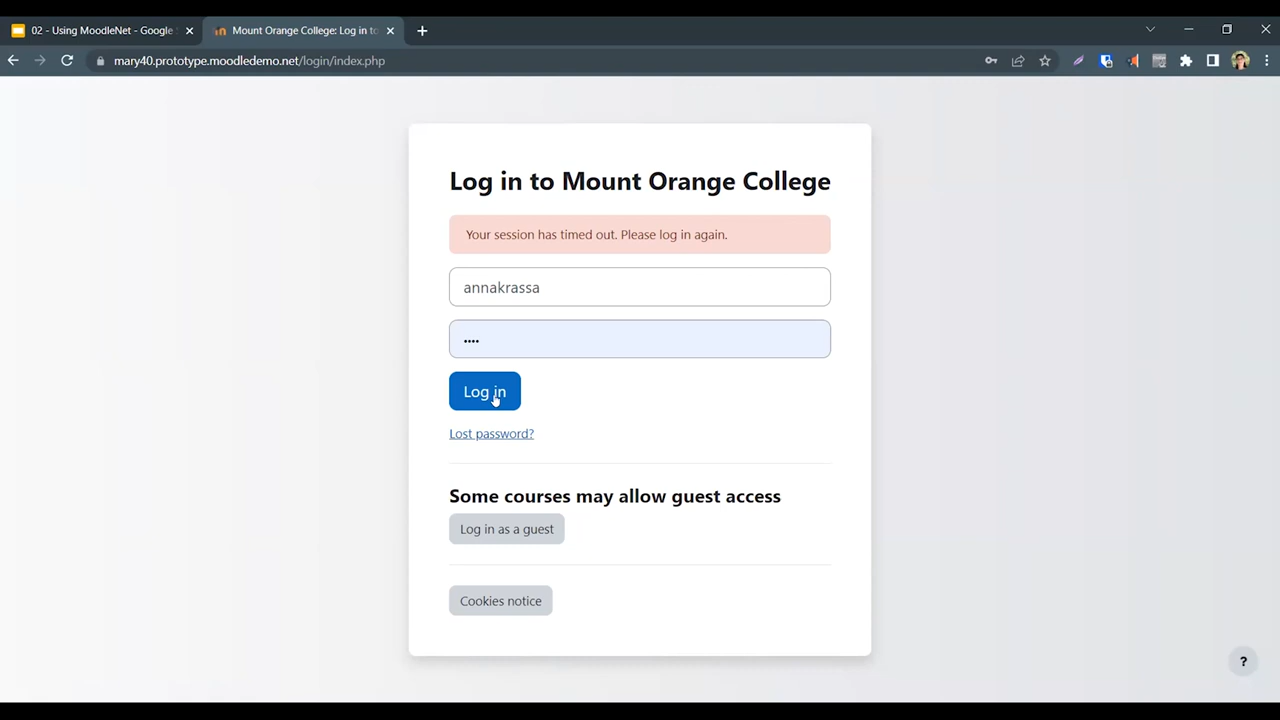 02 - Using MoodleNet - Google
Mount Orange College: Log in to
mary40.prototype.moodledemo.net/login/index.php
Log in to Mount Orange College
Your session has timed out. Please log in again.
annakrassa
••••
Log in
Lost password?
Some courses may allow guest access
Log in as a guest
Cookies notice
?